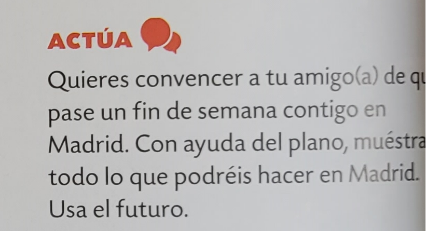 ACTÚA
Quieres convencer a tu amigo(a) de
pase un fin de semana contigo en
Madrid. Con ayuda del plano,
todo lo que podréis hacer en Madrid.
Usa el futuro.